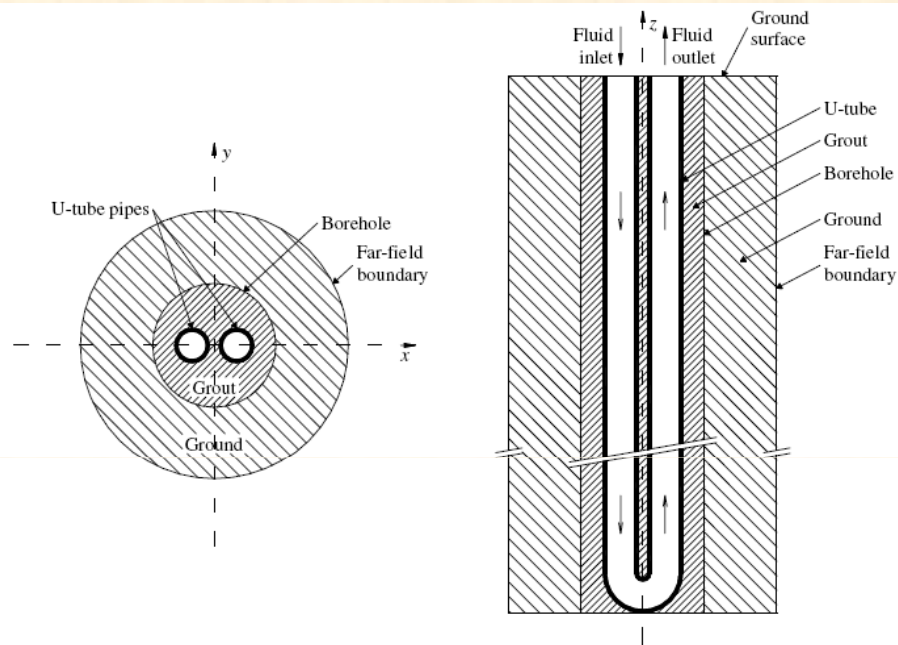 y
U-tube pipes
Borehole
Far-field
boundary
x
Grout
Ground
z
Fluid
inlet
Fluid
outlet
Ground
surface
U-tube
Grout
Borehole
Ground
Far-field
boundary